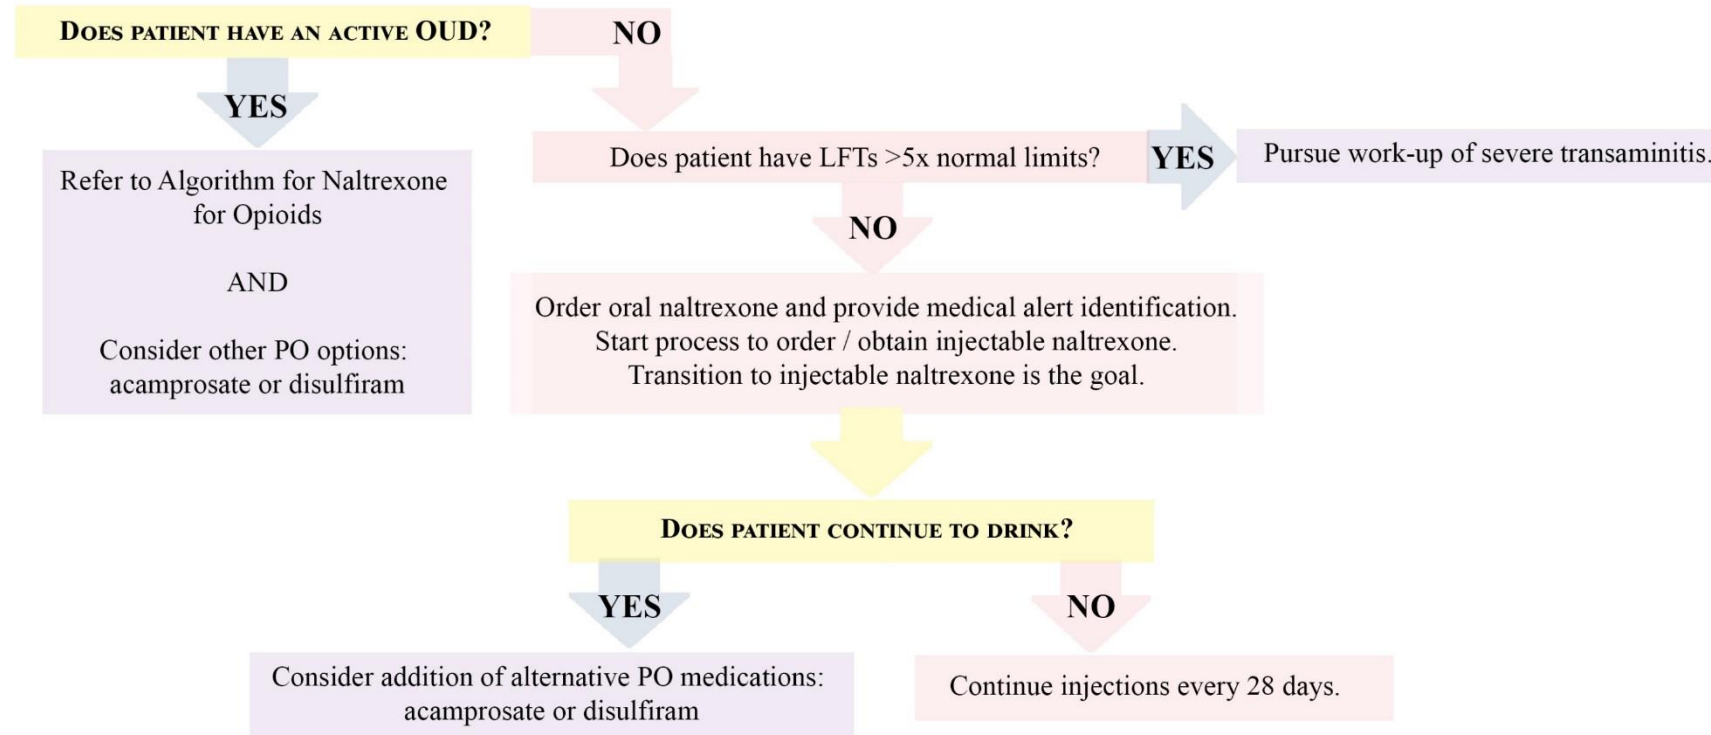 DOES PATIENT HAVE AN ACTIVE OUD?
NO
YES
Refer to Algorithm for Naltrexone
for Opioids
AND
Consider other PO options:
acamprosate or disulfiram
Does patient have LFTs >5x normal limits?
YES
Pursue work-up of severe transaminitis.
NO
Order oral naltrexone and provide medical alert identification.
Start process to order / obtain injectable naltrexone.
Transition to injectable naltrexone is the goal.
DOES PATIENT CONTINUE TO DRINK?
YES
NO
Consider addition of alternative PO medications:
acamprosate or disulfiram
Continue injections every 28 days.